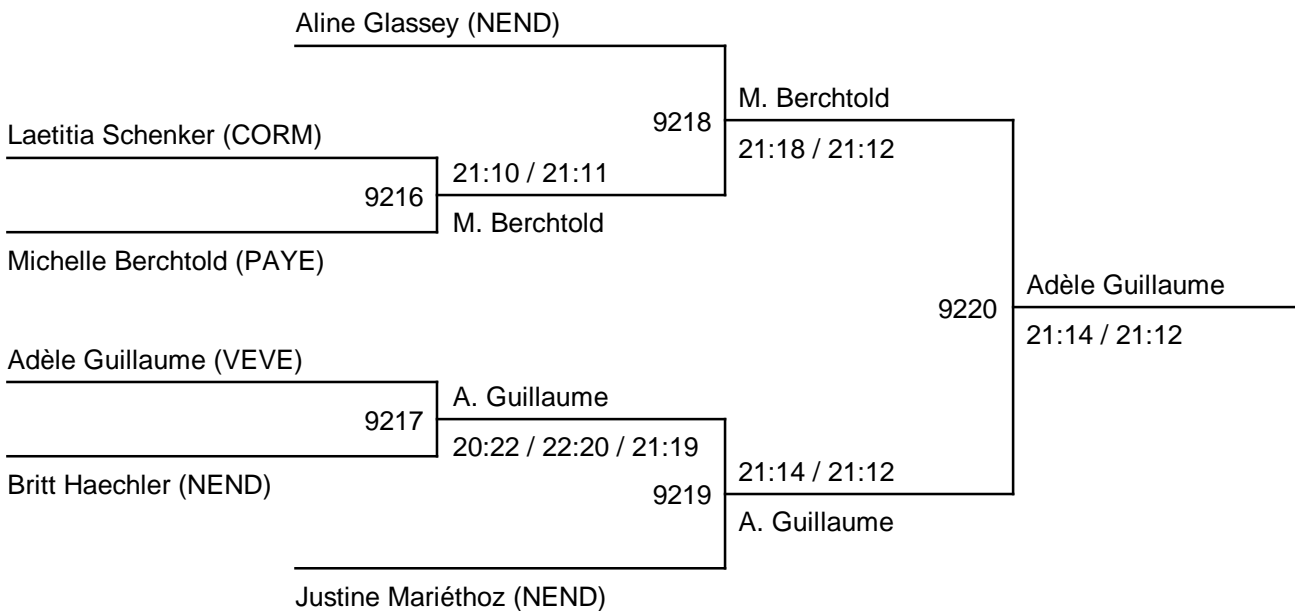 Aline Glassey (NEND)
9218
M. Berchtold
21:18 / 21:12
Laetitia Schenker (CORM)
9216
21:10 / 21:11
M. Berchtold
Michelle Berchtold (PAYE)
9220
Adèle Guillaume
21:14 / 21:12
Adèle Guillaume (VEVE)
9217
A. Guillaume
20:22 / 22:20 / 21:19
Britt Haechler (NEND)
9219
21:14 / 21:12
A. Guillaume
Justine Mariéthoz (NEND)